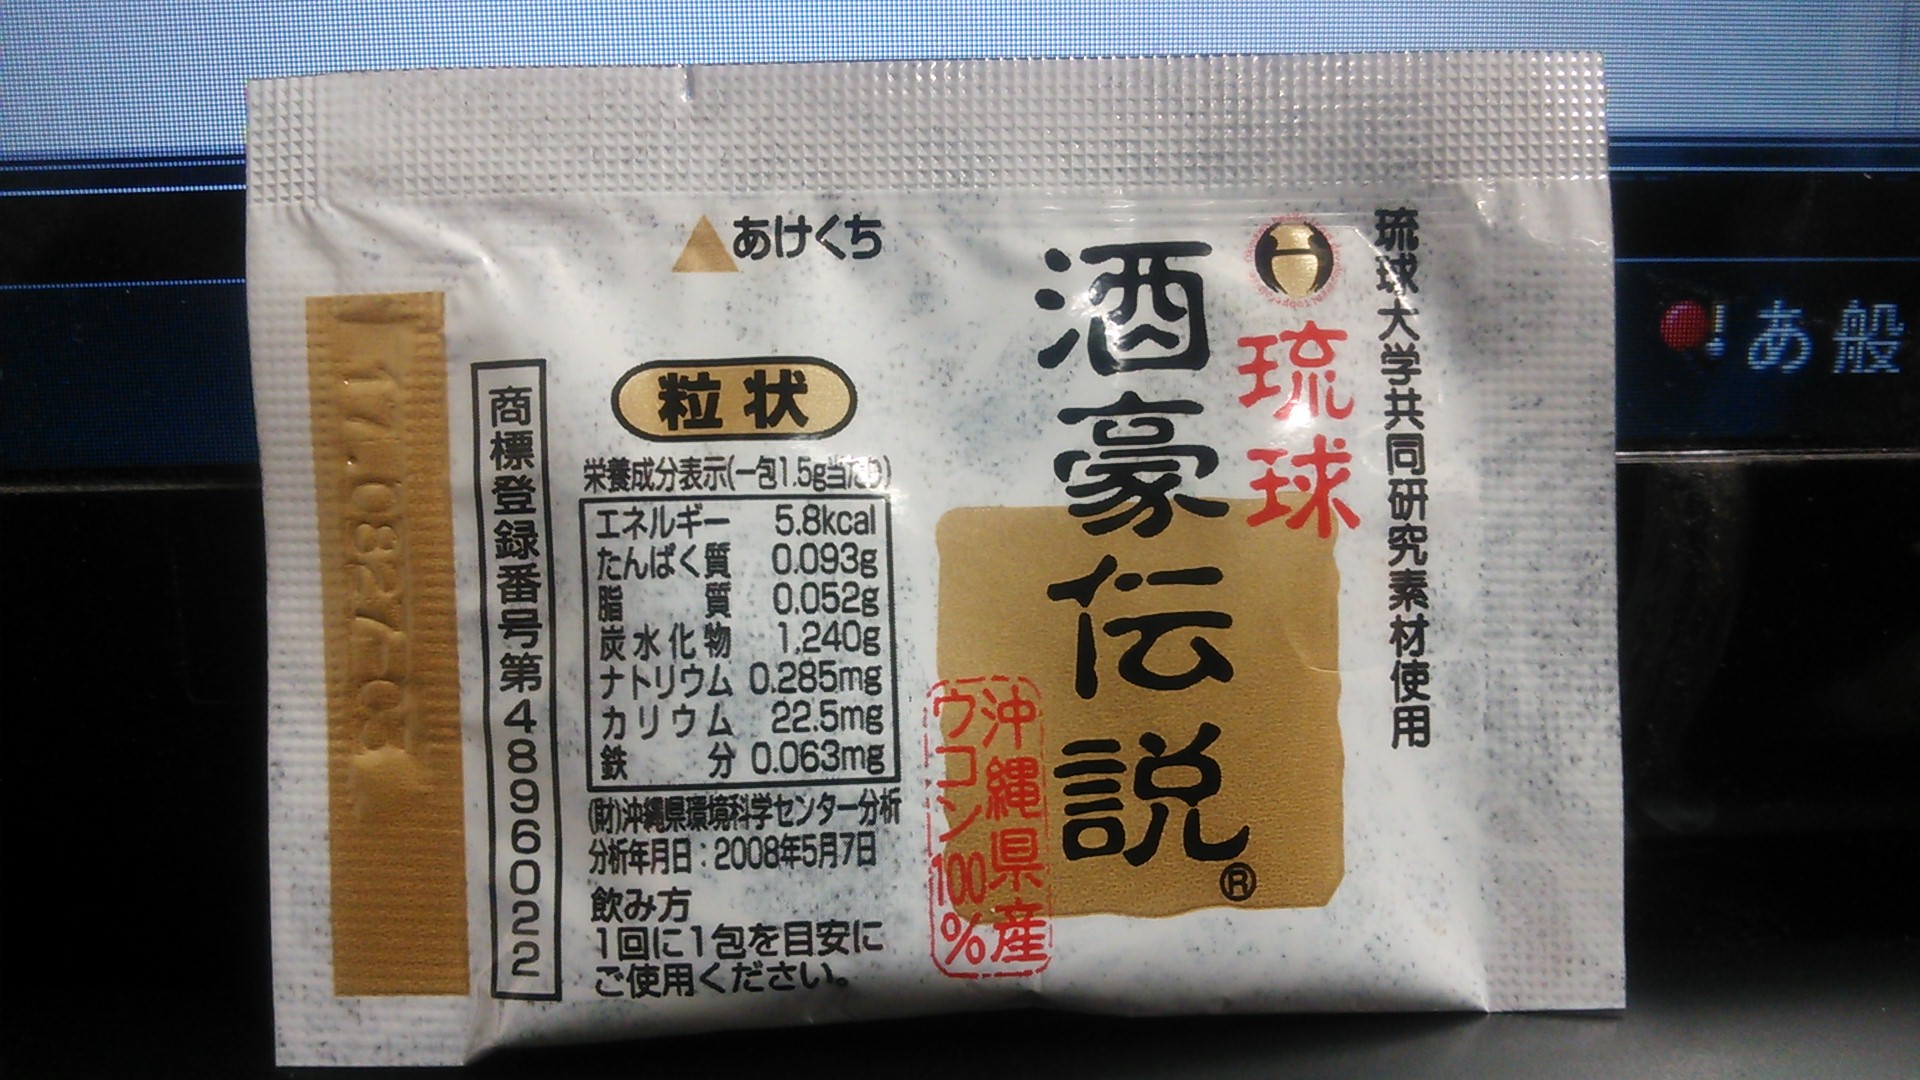 琉球大学共同研究素材使用
琉球
酒豪伝説®
沖縄県産
ウコン100%
あけくち
粒状
栄養成分表示(一包1.5g当たり)
エネルギー 5.8kcal
たんぱく質 0.093g
脂質 0.052g
炭水化物 1.240g
ナトリウム 0.285mg
カリウム 22.5mg
鉄分 0.063mg
(財)沖縄県環境科学センター分析
分析年月日:2008年5月7日
飲み方
1回に1包を目安に
ご使用ください。
商標登録番号第4896022
あ 般